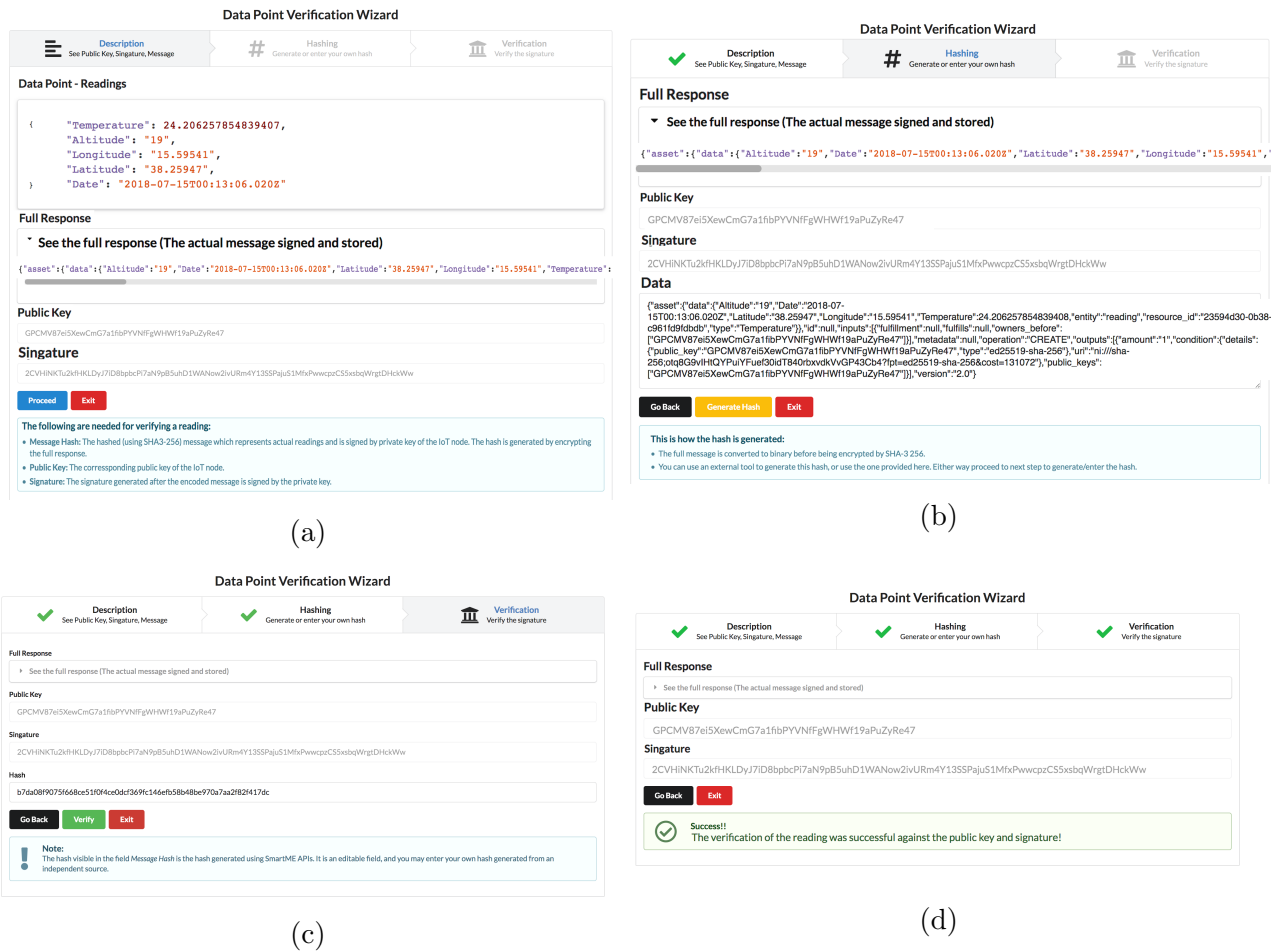 Data Point Verification Wizard
Description
See Public Key, Singature, Message
Hashing
Generate or enter your own hash
Verification
Verify the signature
Data Point - Readings
{ "Temperature": 24.206257854839407,
"Altitude": "19",
"Longitude": "15.59541",
"Latitude": "38.25947",
} "Date": "2018-07-15T00:13:06.020Z"
Full Response
See the full response (The actual message signed and stored)
{"asset":{"data":{"Altitude":"19","Date":"2018-07-15T00:13:06.020Z","Latitude":"38.25947","Longitude":"15.59541","Temperature":
Public Key
GPCMV87ei5XewCmG7a1fibPYVNfFgWHWf19aPuZyRe47
Singature
2CVHiNKTu2kfHKLDyJ7iD8bpbcPi7aN9pB5uhD1WANow2ivURm4Y13SSPajuS1MfxPwwcpzCS5xsbqWrgtDHckWw
Proceed Exit
The following are needed for verifying a reading:
• Message Hash: The hashed (using SHA3-256) message which represents actual readings and is signed by private key of the IoT node. The hash is generated by encrypting
the full response.
• Public Key: The corresponding public key of the IoT node.
• Signature: The signature generated after the encoded message is signed by the private key.
(a)
Data Point Verification Wizard
Description
See Public Key, Singature, Message
Hashing
Generate or enter your own hash
Verification
Verify the signature
Full Response
See the full response (The actual message signed and stored)
{"asset":{"data":{"Altitude":"19","Date":"2018-07-15T00:13:06.020Z","Latitude":"38.25947","Longitude":"15.59541","
Public Key
GPCMV87ei5XewCmG7a1fibPYVNfFgWHWf19aPuZyRe47
Singature
2CVHiNKTu2kfHKLDyJ7iD8bpbcPi7aN9pB5uhD1WANow2ivURm4Y13SSPajuS1MfxPwwcpzCS5xsbqWrgtDHckWw
Data
{"asset":{"data":{"Altitude":"19","Date":"2018-07-
15T00:13:06.020Z","Latitude":"38.25947","Longitude":"15.59541","Temperature":24.206257854839408,"entity":"reading","resource_id":"23594d30-0b38-
c961fd9fdbdb","type":"Temperature"}},"id":null,"inputs":[{"fulfillment":null,"fulfills":null,"owners_before":
["GPCMV87ei5XewCmG7a1fibPYVNfFgWHWf19aPuZyRe47"]}],"metadata":null,"operation":"CREATE","outputs":[{"amount":"1","condition":{"details":
{"public_key":"GPCMV87ei5XewCmG7a1fibPYVNfFgWHWf19aPuZyRe47","type":"ed25519-sha-256"},"uri":"ni:///sha-
256;otq8G9vIHtQYPuiYFuef30idT840rbxvdkVvGP43Cb4?fpt=ed25519-sha-256&cost=131072"},"public_keys":
["GPCMV87ei5XewCmG7a1fibPYVNfFgWHWf19aPuZyRe47"]}],"version":"2.0"}
Go Back Generate Hash Exit
This is how the hash is generated:
• The full message is converted to binary before being encrypted by SHA-3 256.
• You can use an external tool to generate this hash, or use the one provided here. Either way proceed to next step to generate/enter the hash.
(b)
Data Point Verification Wizard
Description
See Public Key, Singature, Message
Hashing
Generate or enter your own hash
Verification
Verify the signature
Full Response
See the full response (The actual message signed and stored)
Public Key
GPCMV87ei5XewCmG7a1fibPYVNfFgWHWf19aPuZyRe47
Singature
2CVHiNKTu2kfHKLDyJ7iD8bpbcPi7aN9pB5uhD1WANow2ivURm4Y13SSPajuS1MfxPwwcpzCS5xsbqWrgtDHckWw
Hash
b7da08f9075f668ce51f0f4ce0dcf369fc146efb58b48be970a7aa2f82f417dc
Go Back Verify Exit
Note:
The hash visible in the field Message Hash is the hash generated using SmartME APIs. It is an editable field, and you may enter your own hash generated from an
independent source.
(c)
Data Point Verification Wizard
Description
See Public Key, Singature, Message
Hashing
Generate or enter your own hash
Verification
Verify the signature
Full Response
See the full response (The actual message signed and stored)
Public Key
GPCMV87ei5XewCmG7a1fibPYVNfFgWHWf19aPuZyRe47
Singature
2CVHiNKTu2kfHKLDyJ7iD8bpbcPi7aN9pB5uhD1WANow2ivURm4Y13SSPajuS1MfxPwwcpzCS5xsbqWrgtDHckWw
Go Back Exit
Success!!
The verification of the reading was successful against the public key and signature!
(d)